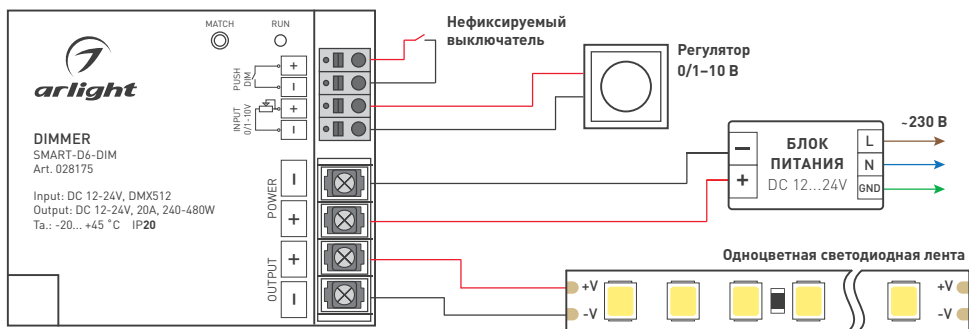 MATCH
RUN
PUSH
DIM
+
−
INPUT
0/1-10V
+
−
arlight
DIMMER
SMART-D6-DIM
Art. 028175
Input: DC 12-24V, DMX512
Output: DC 12-24V, 20A, 240-480W
Ta.: -20... +45 ˚C IP20
POWER
−
+
OUTPUT
+
−
Нефиксируемый
выключатель
Регулятор
0/1–10 В
−
+
БЛОК
ПИТАНИЯ
DC 12...24V
L
N
GND
~230 В
Одноцветная светодиодная лента
+V
-V
+V
-V